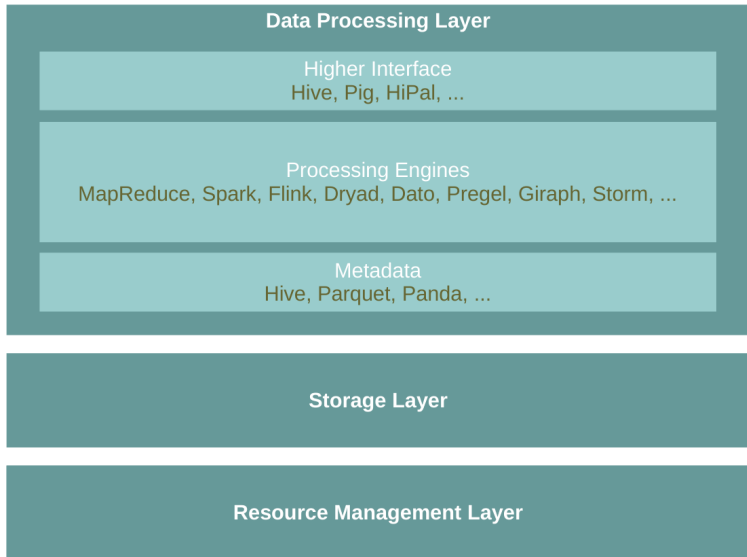 Data Processing Layer
Higher Interface
Hive, Pig, HiPal, ...
Processing Engines
MapReduce, Spark, Flink, Dryad, Dato, Pregel, Giraph, Storm, ...
Metadata
Hive, Parquet, Panda, ...
Storage Layer
Resource Management Layer